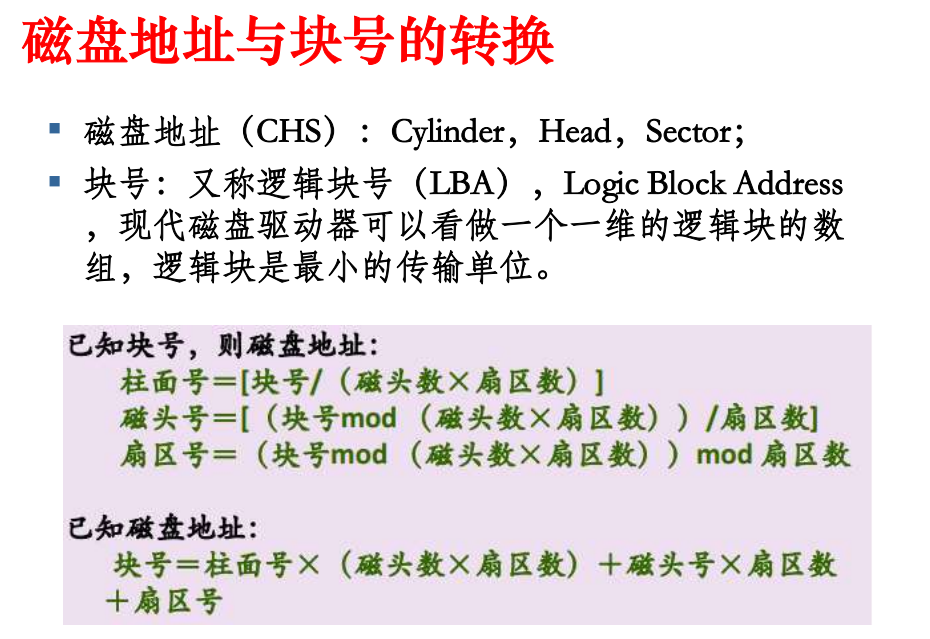 磁盘地址与块号的转换
磁盘地址（CHS）：Cylinder，Head，Sector；
块号：又称逻辑块号（LBA），Logic Block Address
，现代磁盘驱动器可以看做一个一维的逻辑块的数
组，逻辑块是最小的传输单位。
已知块号，则磁盘地址：
柱面号＝[块号/（磁头数×扇区数）]
磁头号＝[（块号mod（磁头数×扇区数））/扇区数]
扇区号＝（块号mod（磁头数×扇区数））mod 扇区数
已知磁盘地址：
块号＝柱面号×（磁头数×扇区数）＋磁头号×扇区数
＋扇区号